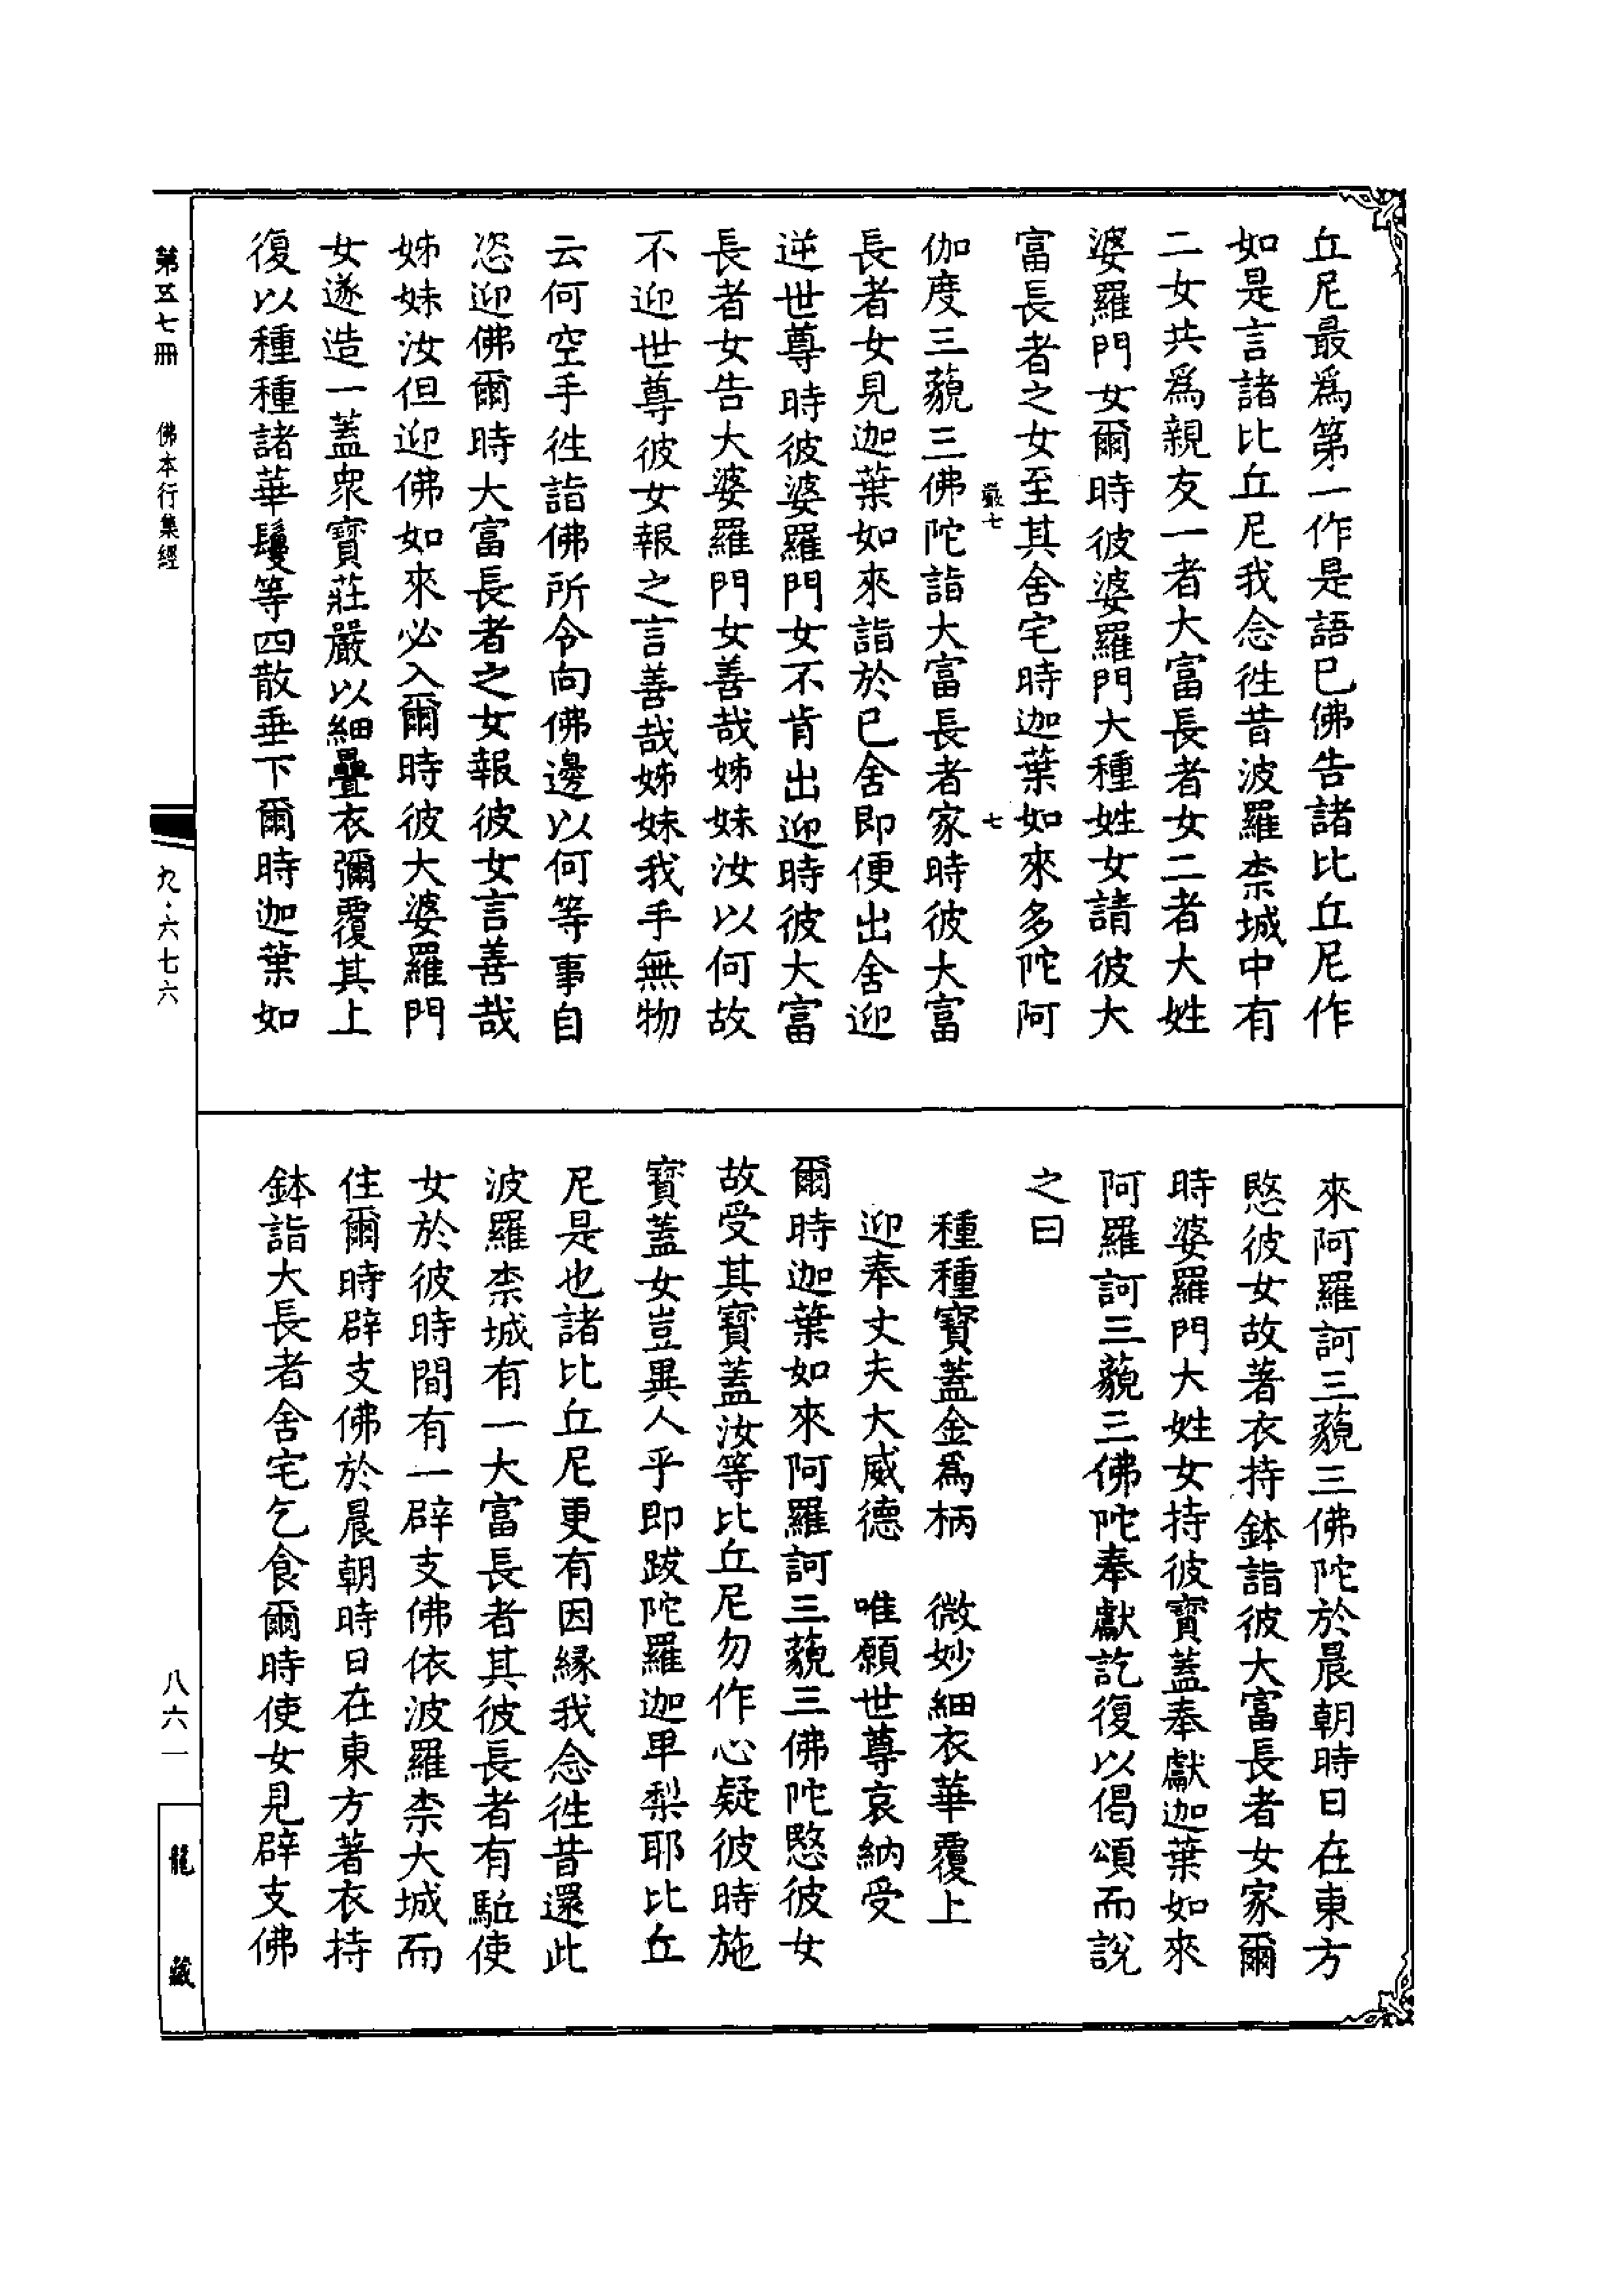 丘尼最爲第一作是語已佛告諸比丘尼作
如是言諸比丘尼我念往昔波羅柰城中有
二女共爲親友一者大富長者女二者大姓
婆羅門女爾時彼婆羅門大種姓女請彼大
富長者之女至其舍宅時迦葉如來多陀阿
嚴七　七
伽度三藐三佛陀詣大富長者家時彼大富
長者女見迦葉如來詣於已舍即便出舍迎
逆世尊時彼婆羅門女不肯出迎時彼大富
長者女告大婆羅門女善哉姊妹汝以何故
不迎世尊彼女報之言善哉姊妹我手無物
云何空手往詣佛所令向佛邊以何等事自
恣迎佛爾時大富長者之女報彼女言善哉
姊妹汝但迎佛如來必入爾時彼大婆羅門
女遂造一蓋衆寶莊嚴以細疊衣彌覆其上
復以種種諸華鬘等四散垂下爾時迦葉如
來阿羅訶三藐三佛陀於晨朝時日在東方
愍彼女故著衣持鉢詣彼大富長者女家爾
時婆羅門大姓女持彼寶蓋奉獻迦葉如來
阿羅訶三藐三佛陀奉獻訖復以偈頌而說
之曰
種種寶蓋金爲柄　微妙細衣華覆上
迎奉丈夫大威德　唯願世尊哀納受
爾時迦葉如來阿羅訶三藐三佛陀愍彼女
故受其寶蓋汝等比丘尼勿作心疑彼時施
寶蓋女豈異人乎即跋陀羅迦卑梨耶比丘
尼是也諸比丘尼更有因緣我念往昔還此
波羅柰城有一大富長者其彼長者有駈使
女於彼時間有一辟支佛依波羅柰大城而
住爾時辟支佛於晨朝時日在東方著衣持
鉢詣大長者舍宅乞食爾時使女見辟支佛
第五七冊　佛本行集經
九·六七六
八六一
龍藏